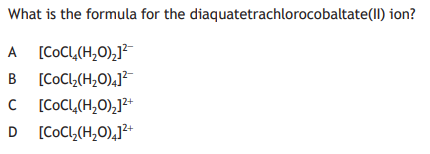 What is the formula for the diaquatetrachlorocobaltate(II) ion?
A [CoCl₄(H₂O)₂]²⁻
B [CoCl₂(H₂O)₄]²⁻
C [CoCl₄(H₂O)₂]²⁺
D [CoCl₂(H₂O)₄]²⁺